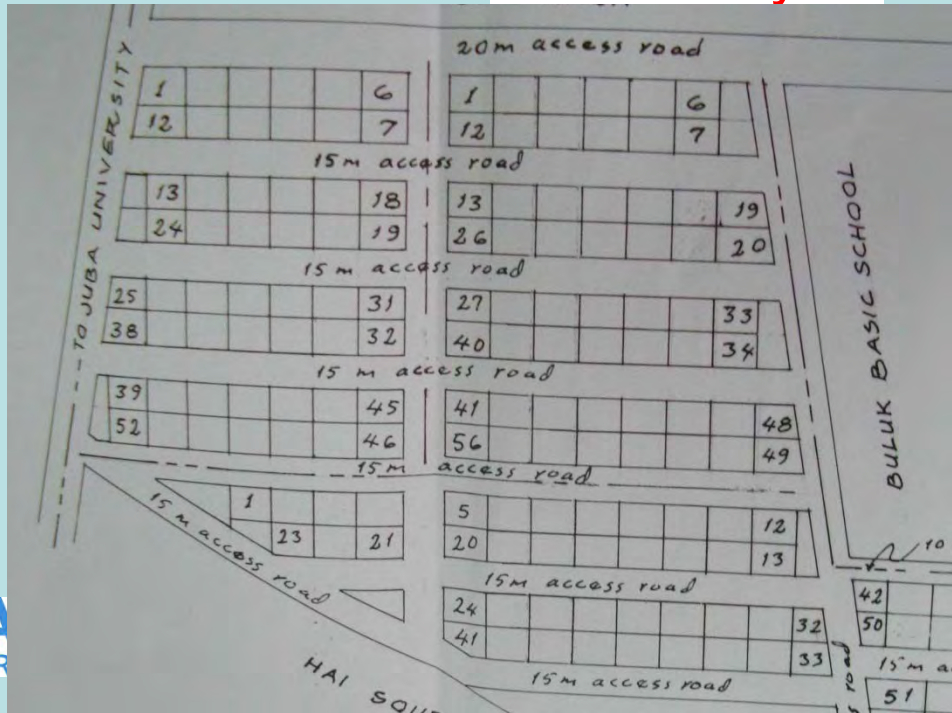 20m access road
TO JUBA UNIVERSITY
1 6 1 6
12 7 12 7
15m access road
13 18 13 19
24 19 26 20
15m access road
25 31 27 33
38 32 40 34
15 m access road
39 45 41 48
52 46 56 49
15m access road
1 5 12
23 21 20 13
15 m access road
15m access road
24 32
41 33
15m access road
HAI
BULUK BASIC SCHOOL
10
42
50
15m
51
road